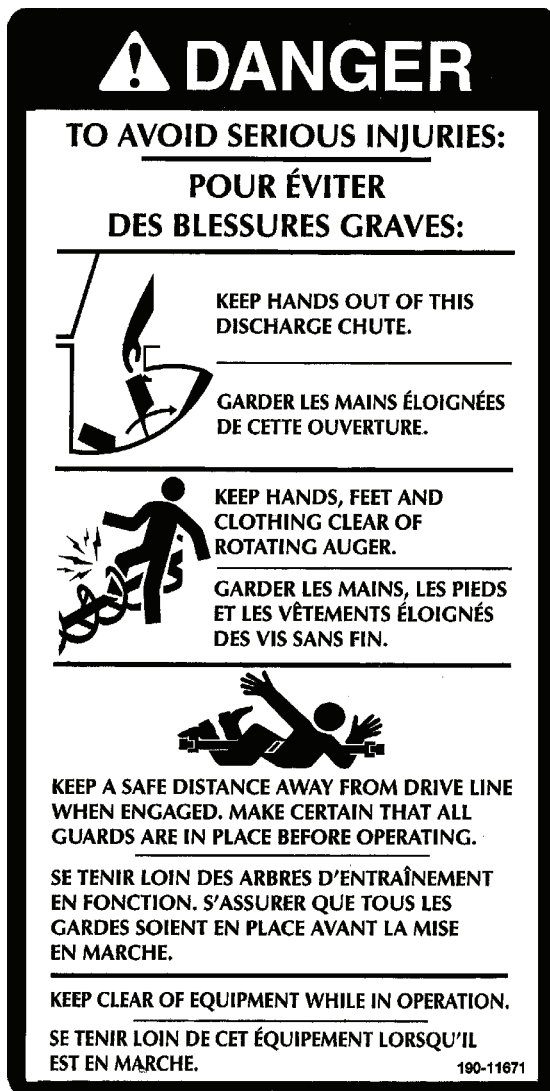 DANGER
TO AVOID SERIOUS INJURIES:
POUR ÉVITER
DES BLESSURES GRAVES:
KEEP HANDS OUT OF THIS
DISCHARGE CHUTE.
GARDER LES MAINS ÉLOIGNÉES
DE CETTE OUVERTURE.
KEEP HANDS, FEET AND
CLOTHING CLEAR OF
ROTATING AUGER.
GARDER LES MAINS, LES PIEDS
ET LES VÊTEMENTS ÉLOIGNÉS
DES VIS SANS FIN.
KEEP A SAFE DISTANCE AWAY FROM DRIVE LINE
WHEN ENGAGED. MAKE CERTAIN THAT ALL
GUARDS ARE IN PLACE BEFORE OPERATING.
SE TENIR LOIN DES ARBRES D'ENTRAÎNEMENT
EN FONCTION. S'ASSURER QUE TOUS LES
GARDES SOIENT EN PLACE AVANT LA MISE
EN MARCHE.
KEEP CLEAR OF EQUIPMENT WHILE IN OPERATION.
SE TENIR LOIN DE CET ÉQUIPEMENT LORSQU'IL
EST EN MARCHE.
190-11671